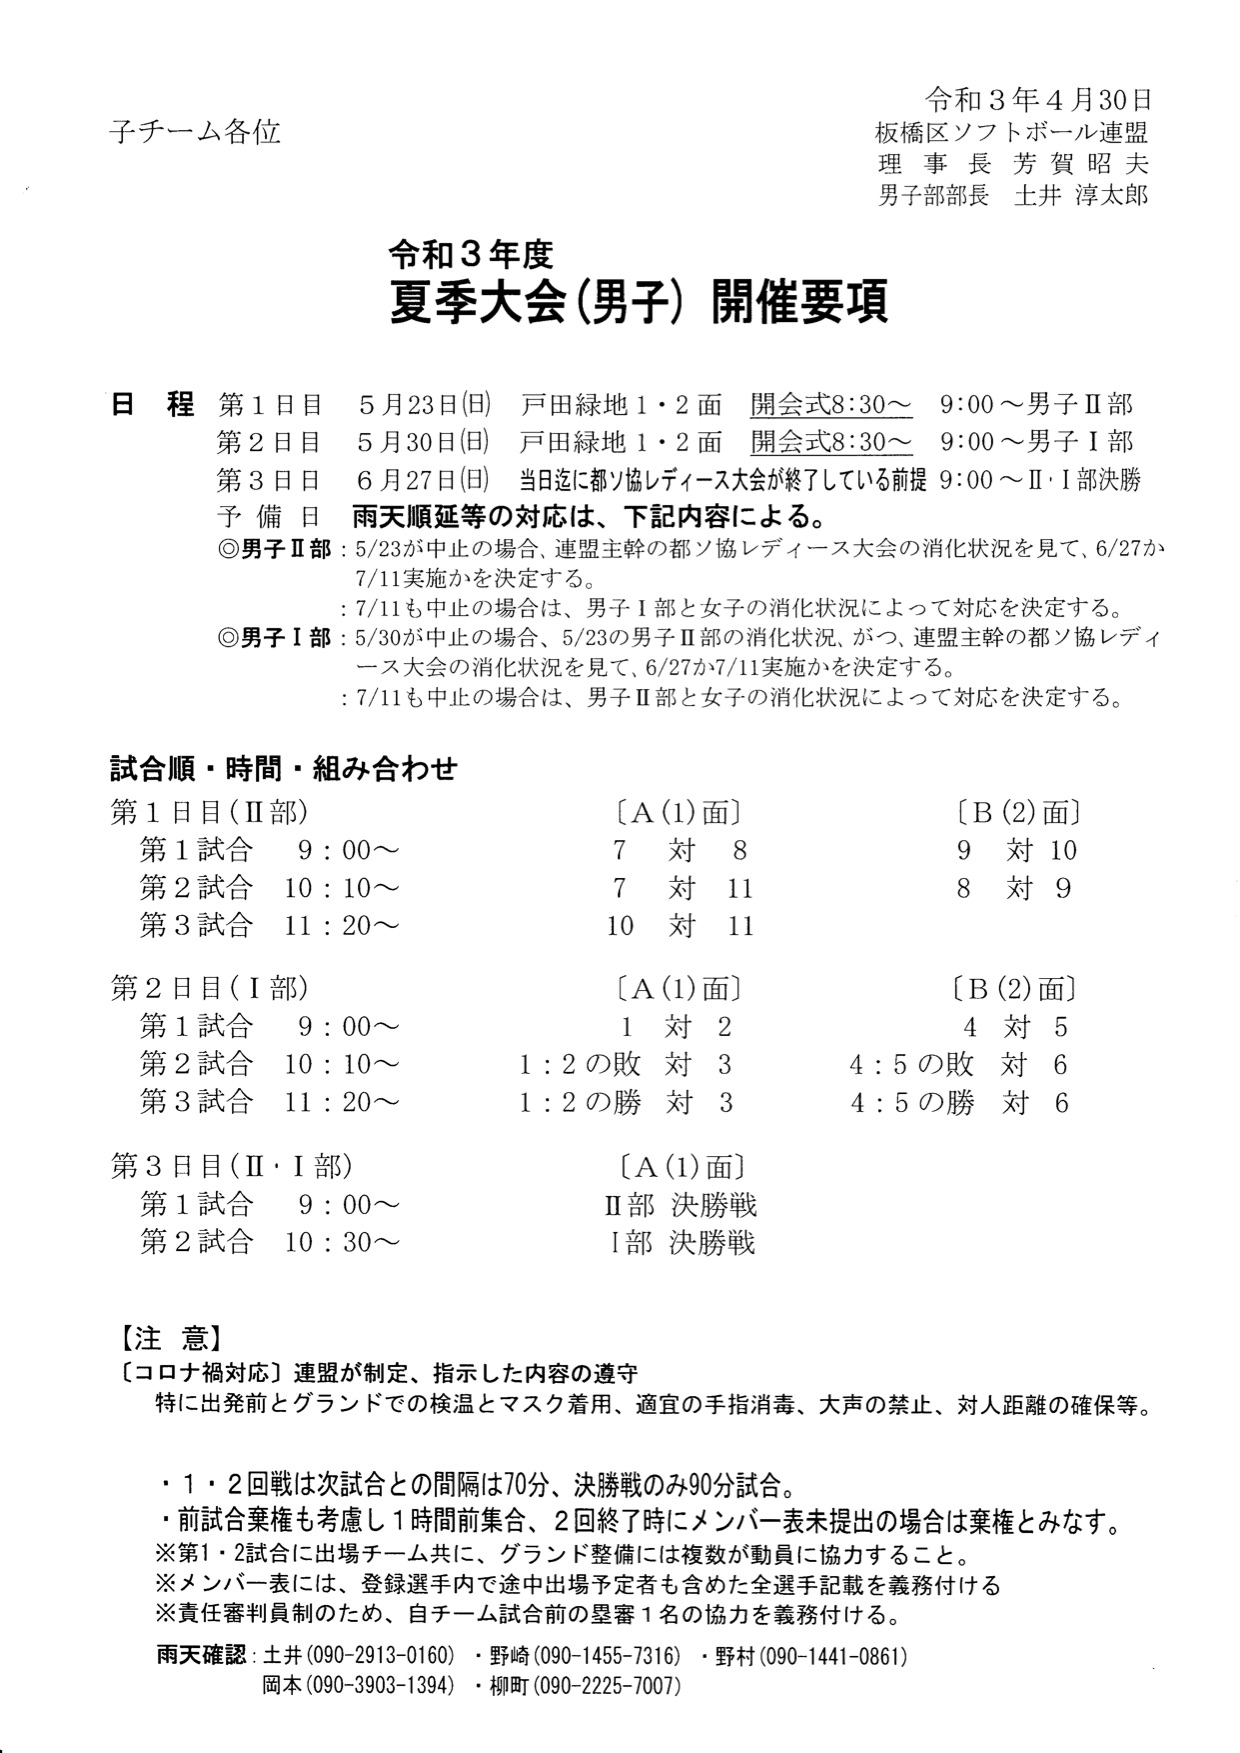 令和３年４月30日
子チーム各位
板橋区ソフトボール連盟
理　事　長　芳　賀　昭　夫
男子部部長　土井 淳太郎
令和３年度
夏季大会(男子) 開催要項
日　程　第１日目　５月23日(日)　戸田緑地１・２面　開会式8:30～　9:00～男子Ⅱ部
第２日目　５月30日(日)　戸田緑地１・２面　開会式8:30～　9:00～男子Ⅰ部
第３日目　６月27日(日)　当日迄に都ソ協レディース大会が終了している前提 9:00～Ⅱ・Ⅰ部決勝
予　備　日　雨天順延等の対応は、下記内容による。
◎男子Ⅱ部：5/23が中止の場合、連盟主幹の都ソ協レディース大会の消化状況を見て、6/27か
7/11実施かを決定する。
：7/11も中止の場合は、男子Ⅰ部と女子の消化状況によって対応を決定する。
◎男子Ⅰ部：5/30が中止の場合、5/23の男子Ⅱ部の消化状況、がつ、連盟主幹の都ソ協レディ
ース大会の消化状況を見て、6/27か7/11実施かを決定する。
：7/11も中止の場合は、男子Ⅱ部と女子の消化状況によって対応を決定する。
試合順・時間・組み合わせ
第１日目(Ⅱ部)　〔A(1)面〕　〔B(2)面〕
第１試合　9：00～　7　対　8　9　対　10
第２試合　10：10～　7　対　11　8　対　9
第３試合　11：20～　10　対　11
第２日目(Ⅰ部)　〔A(1)面〕　〔B(2)面〕
第１試合　9：00～　1　対　2　4　対　5
第２試合　10：10～　1：2の敗　対　3　4：5の敗　対　6
第３試合　11：20～　1：2の勝　対　3　4：5の勝　対　6
第３日目(Ⅱ・Ⅰ部)　〔A(1)面〕
第１試合　9：00～　Ⅱ部 決勝戦
第２試合　10：30～　Ⅰ部 決勝戦
【注　意】
〔コロナ禍対応〕連盟が制定、指示した内容の遵守
特に出発前とグランドでの検温とマスク着用、適宜の手指消毒、大声の禁止、対人距離の確保等。
・１・２回戦は次試合との間隔は70分、決勝戦のみ90分試合。
・前試合棄権も考慮し１時間前集合、２回終了時にメンバー表未提出の場合は棄権とみなす。
※第1・2試合に出場チーム共に、グランド整備には複数が動員に協力すること。
※メンバー表には、登録選手内で途中出場予定者も含めた全選手記載を義務付ける
※責任審判員制のため、自チーム試合前の塁審１名の協力を義務付ける。
雨天確認：土井(090-2913-0160)　・野崎(090-1455-7316)　・野村(090-1441-0861)
岡本(090-3903-1394)　・柳町(090-2225-7007)